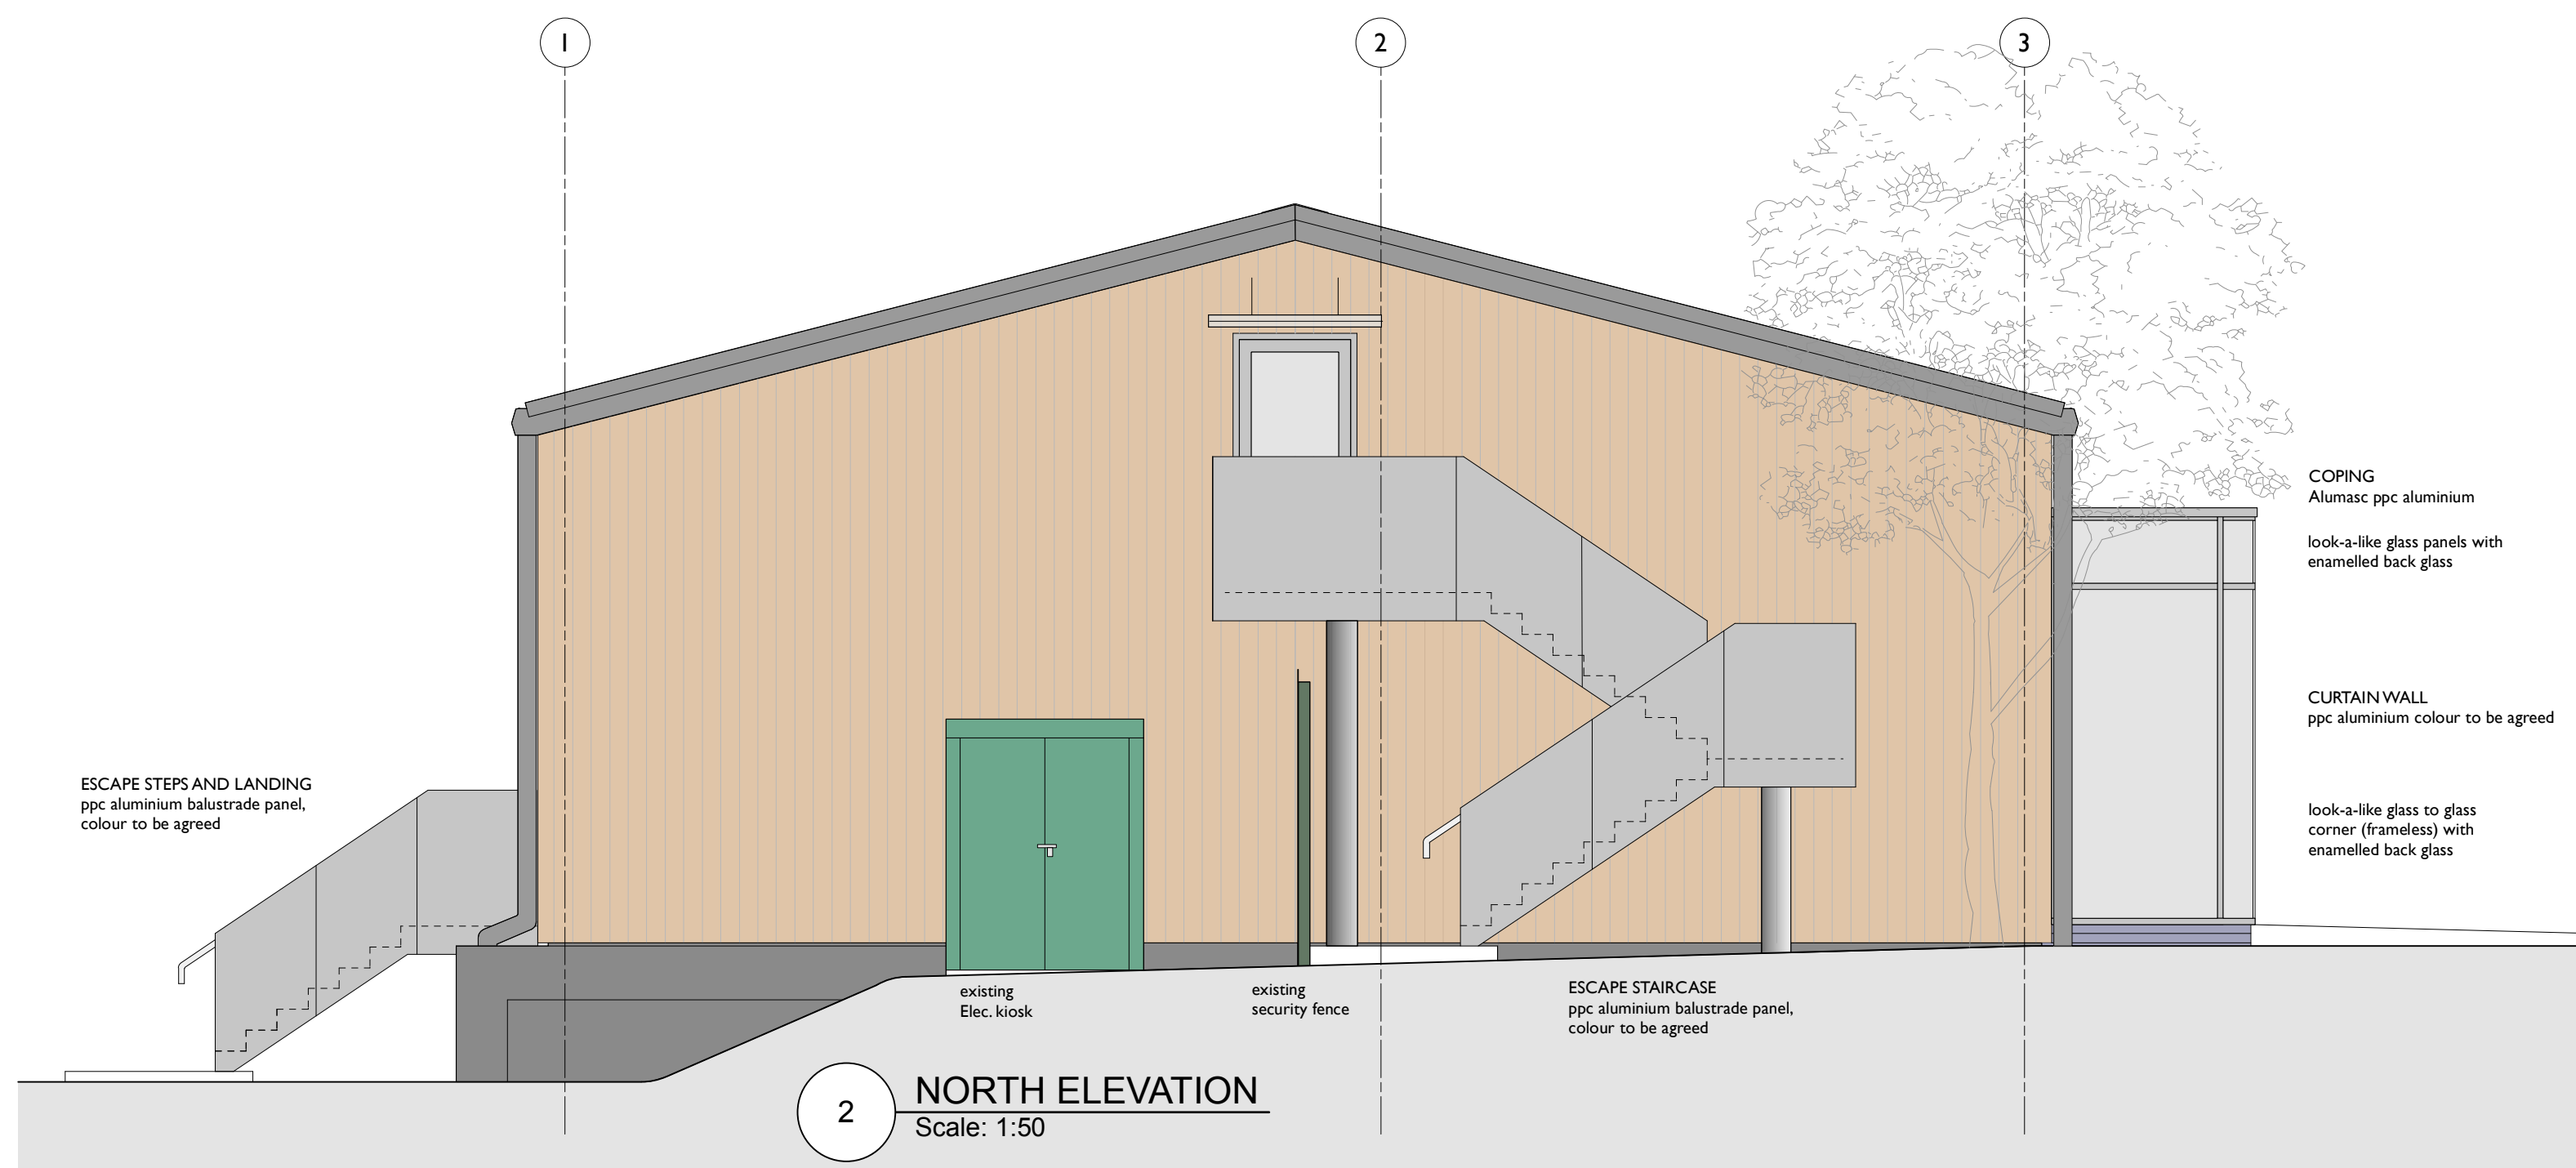 1
2
3
COPING
Alumasc ppc aluminium
look-a-like glass panels with
enamelled back glass
CURTAIN WALL
ppc aluminium colour to be agreed
look-a-like glass to glass
corner (frameless) with
enamelled back glass
ESCAPE STEPS AND LANDING
ppc aluminium balustrade panel,
colour to be agreed
existing
Elec. kiosk
existing
security fence
ESCAPE STAIRCASE
ppc aluminium balustrade panel,
colour to be agreed
2
NORTH ELEVATION
Scale: 1:50